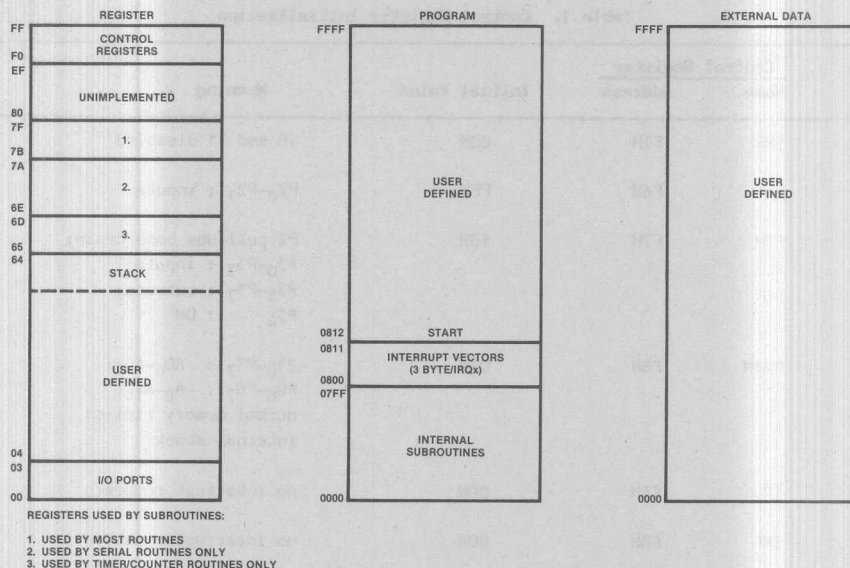 REGISTER
FF
CONTROL
REGISTERS
F0
EF
UNIMPLEMENTED
80
7F
1.
7B
7A
2.
6E
6D
3.
65
64
STACK
USER
DEFINED
04
03
I/O PORTS
00
PROGRAM
FFFF
USER
DEFINED
0812
START
0811
INTERRUPT VECTORS
(3 BYTE/IRQx)
0800
07FF
INTERNAL
SUBROUTINES
0000
EXTERNAL DATA
FFFF
USER
DEFINED
0000
REGISTERS USED BY SUBROUTINES:
1. USED BY MOST ROUTINES
2. USED BY SERIAL ROUTINES ONLY
3. USED BY TIMER/COUNTER ROUTINES ONLY